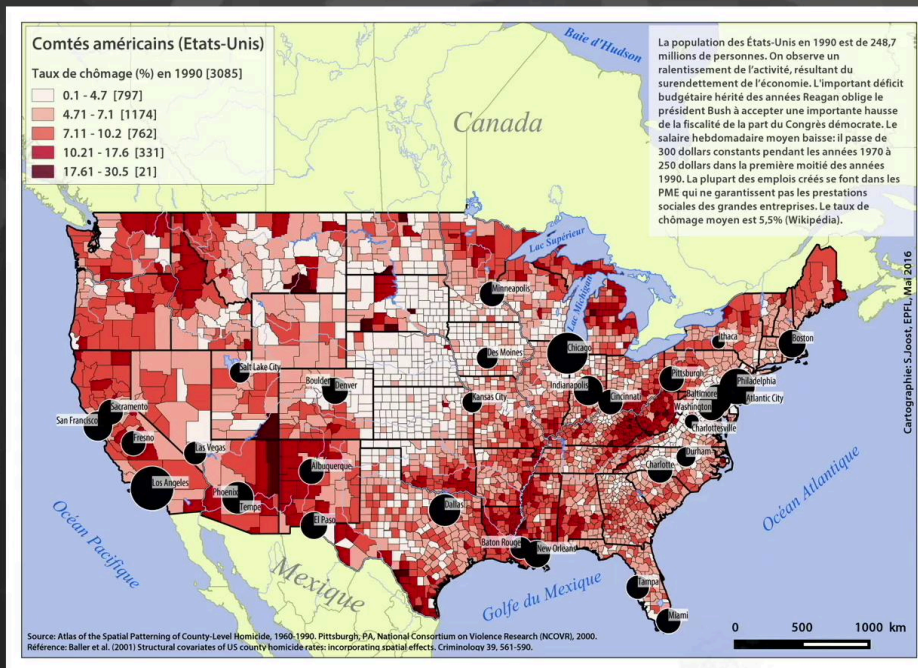 Comtés américains (Etats-Unis)
Taux de chômage (%) en 1990 [3085]
0.1 - 4.7 [797]
4.71 - 7.1 [1174]
7.11 - 10.2 [762]
10.21 - 17.6 [331]
17.61 - 30.5 [21]
La population des États-Unis en 1990 est de 248,7
millions de personnes. On observe un
ralentissement de l'activité, résultant du
surendettement de l'économie. L'important déficit
budgétaire hérité des années Reagan oblige le
président Bush à accepter une importante hausse
de la fiscalité de la part du Congrès démocrate. Le
salaire hebdomadaire moyen baisse: il passe de
300 dollars constants pendant les années 1970 à
250 dollars dans la première moitié des années
1990. La plupart des emplois créés se font dans les
PME qui ne garantissent pas les prestations
sociales des grandes entreprises. Le taux de
chômage moyen est 5,5% (Wikipédia).
Baie d'Hudson
Canada
Lac Supérieur
Lac Michigan
Minneapolis
Ithaca
Boston
Des Moines
Chicago
Salt Lake City
Boulder
Denver
Kansas City
Indianapolis
Cincinnati
Pittsburgh
Philadelphia
Baltimore
Atlantic City
Washington
Charlottesville
Sacramento
San Francisco
Fresno
Las Vegas
Los Angeles
Albuquerque
Phoenix
Tempe
El Paso
Dallas
Durham
Charlotte
Baton Rouge
New Orleans
Tampa
Miami
Océan Pacifique
Mexique
Golfe du Mexique
Océan Atlantique
Cartographie: S.Joost, EPFL, Mai 2016
0 500 1000 km
Source: Atlas of the Spatial Patterning of County-Level Homicide, 1960-1990. Pittsburgh, PA, National Consortium on Violence Research (NCOVR), 2000.
Référence: Baller et al. (2001) Structural covariates of US county homicide rates: incorporating spatial effects. Criminology 39, 561-590.